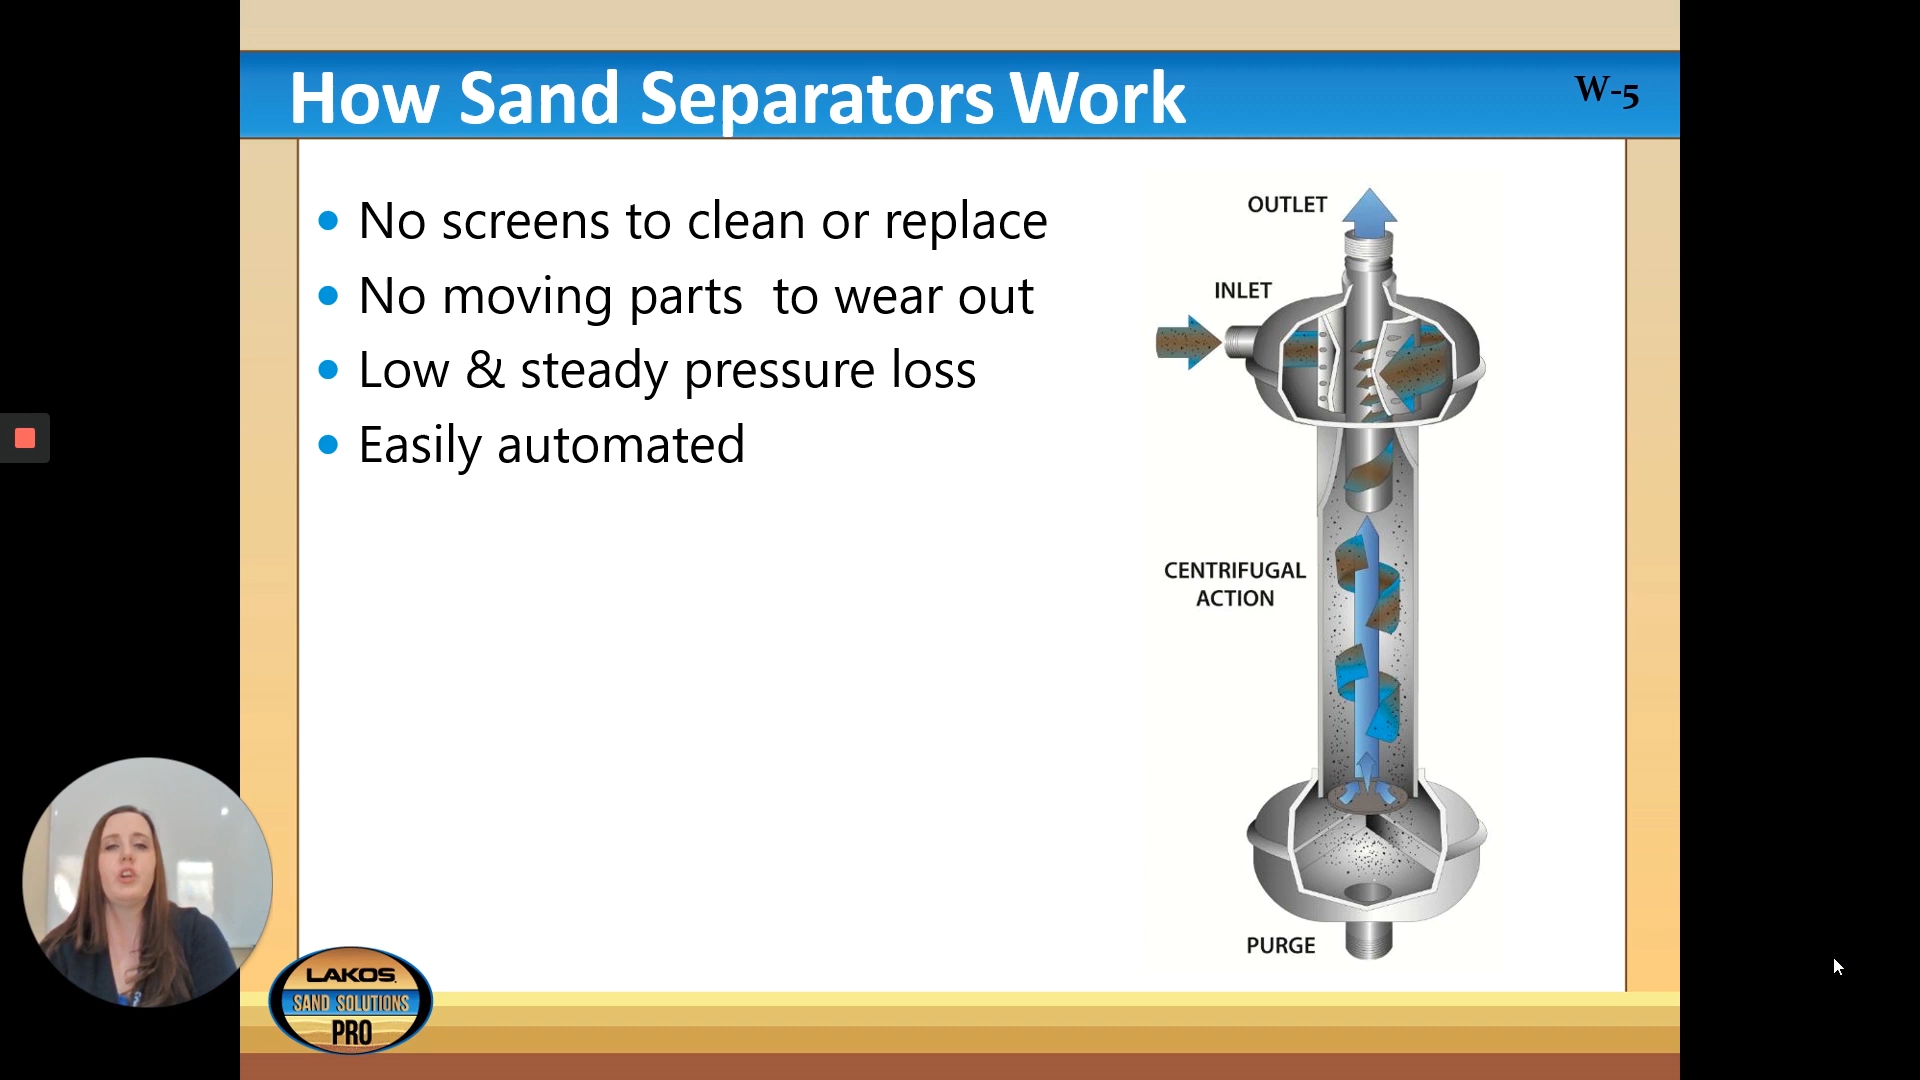 How Sand Separators Work
W-5
• No screens to clean or replace
• No moving parts  to wear out
• Low & steady pressure loss
• Easily automated
OUTLET
INLET
CENTRIFUGAL
ACTION
PURGE
LAKOS
SAND SOLUTIONS
PRO